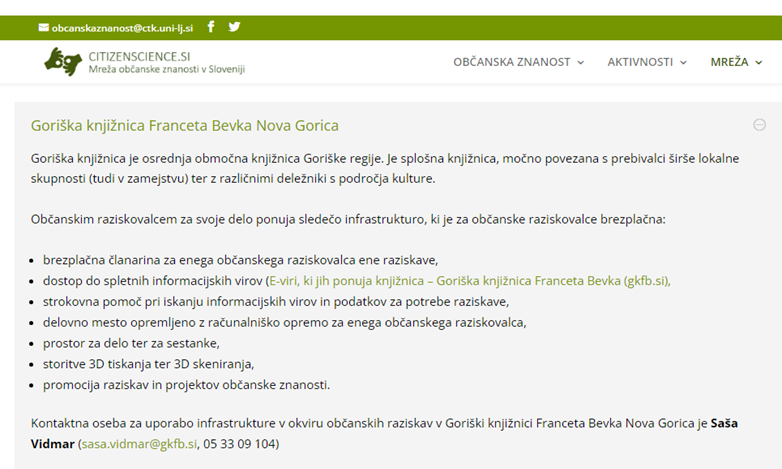 obcanskaznanost@ctk.uni-lj.si
CITIZENSCIENCE.SI
Mreža občanske znanosti v Sloveniji
OBČANSKA ZNANOST AKTIVNOSTI MREŽA
Goriška knjižnica Franceta Bevka Nova Gorica
Goriška knjižnica je osrednja območna knjižnica Goriške regije. Je splošna knjižnica, močno povezana s prebivalci širše lokalne
skupnosti (tudi v zamejstvu) ter z različnimi deležniki s področja kulture.
Občanskim raziskovalcem za svoje delo ponuja sledečo infrastrukturo, ki je za občanske raziskovalce brezplačna:
• brezplačna članarina za enega občanskega raziskovalca ene raziskave,
• dostop do spletnih informacijskih virov (E-viri, ki jih ponuja knjižnica – Goriška knjižnica Franceta Bevka (gkfb.si),
• strokovna pomoč pri iskanju informacijskih virov in podatkov za potrebe raziskave,
• delovno mesto opremljeno z računalniško opremo za enega občanskega raziskovalca,
• prostor za delo ter za sestanke,
• storitve 3D tiskanja ter 3D skeniranja,
• promocija raziskav in projektov občanske znanosti.
Kontaktna oseba za uporabo infrastrukture v okviru občanskih raziskav v Goriški knjižnici Franceta Bevka Nova Gorica je Saša
Vidmar (sasa.vidmar@gkfb.si, 05 33 09 104)